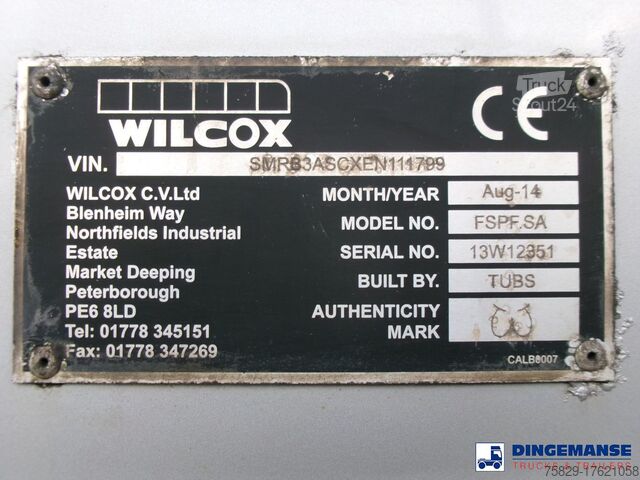 WILCOX
CE
Truck
Scout24
VIN. SMRB3ASCXEN111799
WILCOX C.V.Ltd
Blenheim Way
Northfields Industrial
Estate
Market Deeping
Peterborough
PE6 8LD
Tel: 01778 345151
Fax: 01778 347269
MONTH/YEAR Aug-14
MODEL NO. FSPF.SA
SERIAL NO. 13W12351
BUILT BY. TUBS
AUTHENTICITY
MARK
CALB0007
DINGEMANSE
TRUCKS & TRAILERS
75829-17621058